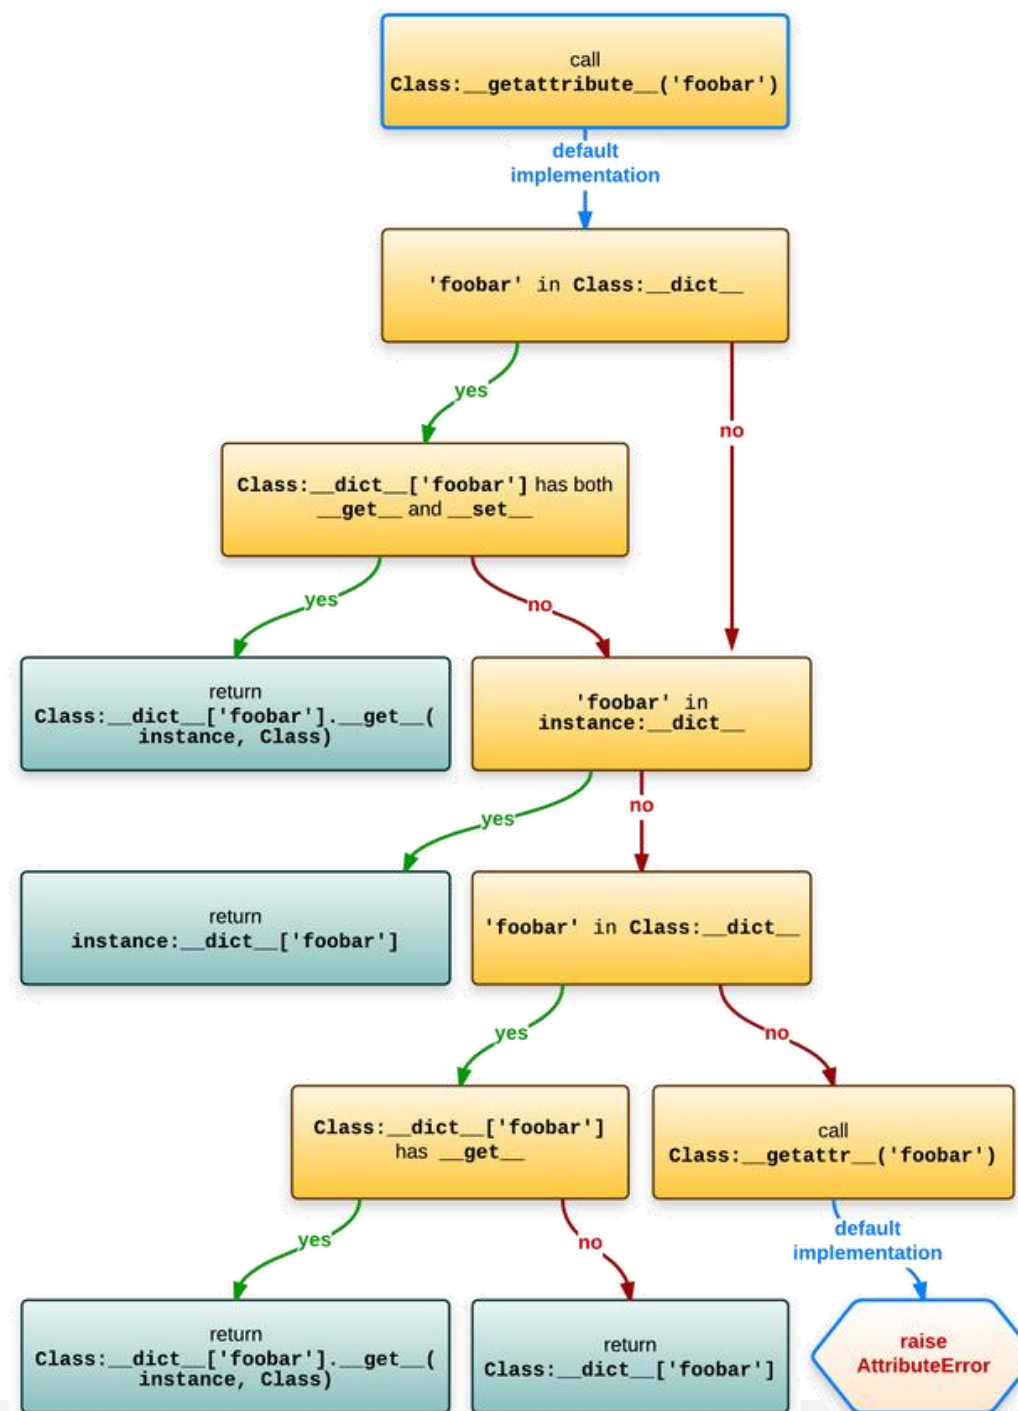 call
Class:__getattribute__('foobar')
default
implementation
'foobar' in Class:__dict__
yes
no
Class:__dict__['foobar'] has both
__get__ and __set__
yes
no
return
Class:__dict__['foobar'].__get__(
instance, Class)
'foobar' in
instance:__dict__
yes
no
return
instance:__dict__['foobar']
'foobar' in Class:__dict__
yes
no
Class:__dict__['foobar']
has __get__
call
Class:__getattr__('foobar')
yes
no
default
implementation
return
Class:__dict__['foobar'].__get__(
instance, Class)
return
Class:__dict__['foobar']
raise
AttributeError